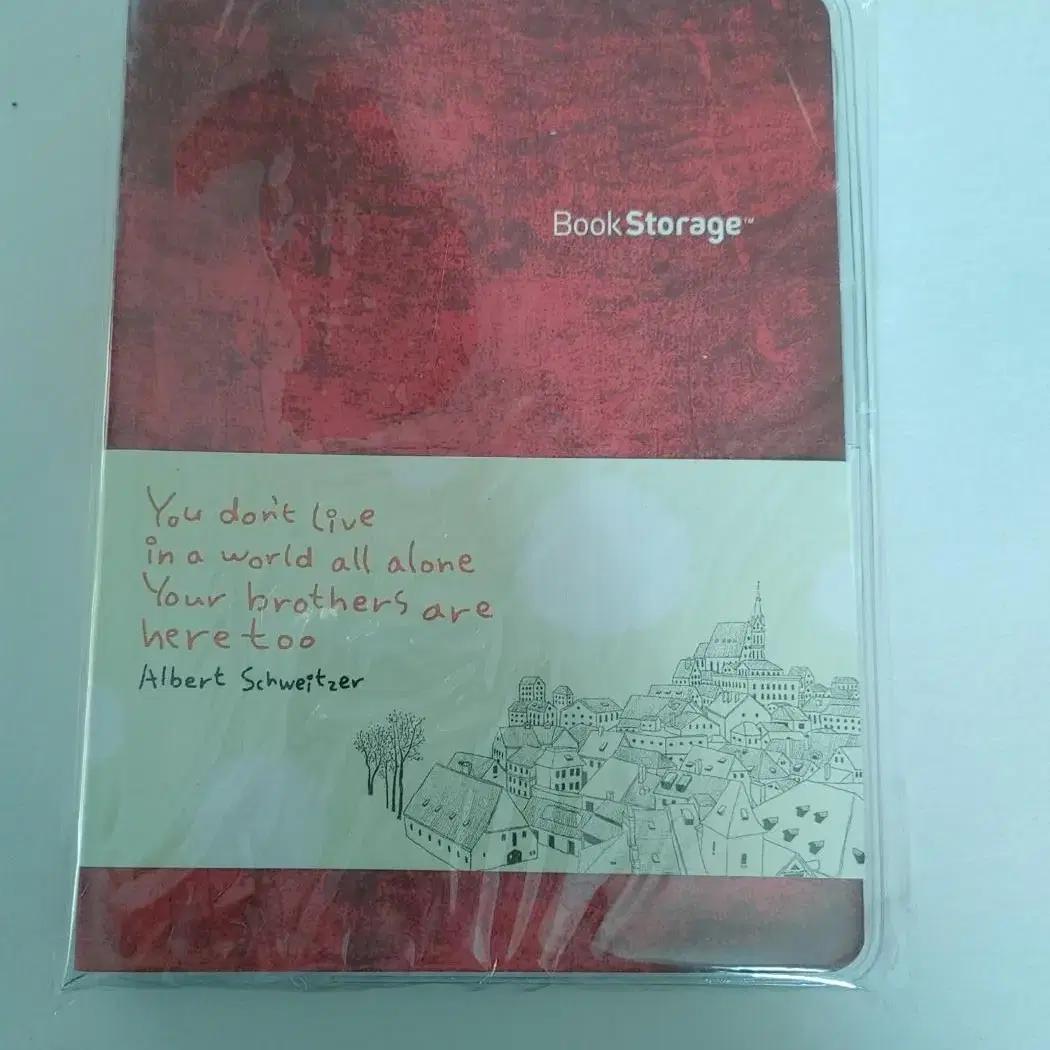 BookStorage™
You don't live
in a world all alone
Your brothers are
here too
Albert Schweitzer